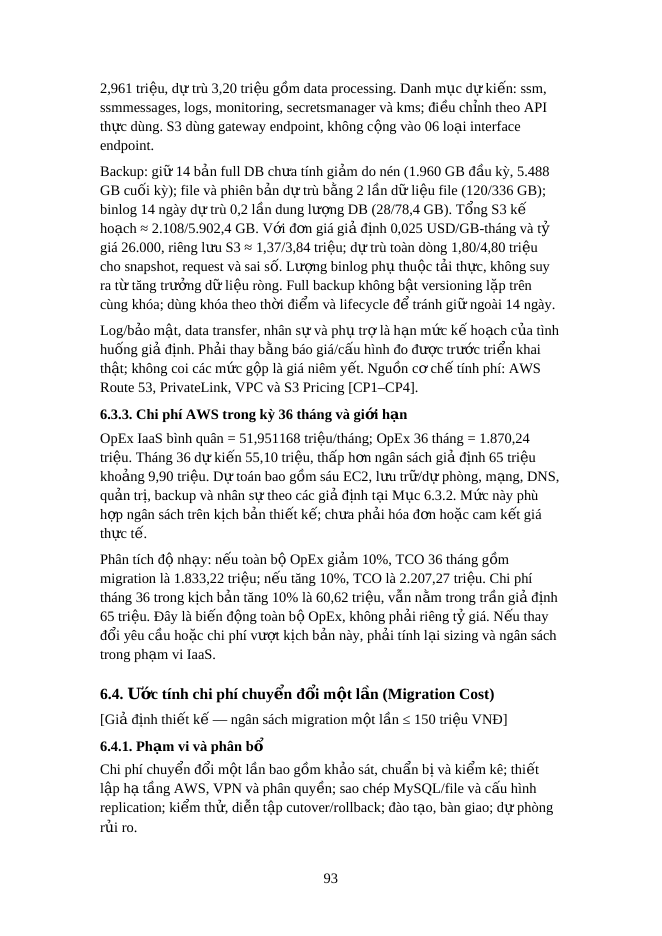 2,961 triệu, dự trù 3,20 triệu gồm data processing. Danh mục dự kiến: ssm,
ssmmessages, logs, monitoring, secretsmanager và kms; điều chỉnh theo API
thực dùng. S3 dùng gateway endpoint, không cộng vào 06 loại interface
endpoint.
Backup: giữ 14 bản full DB chưa tính giảm do nén (1.960 GB đầu kỳ, 5.488
GB cuối kỳ); file và phiên bản dự trù bằng 2 lần dữ liệu file (120/336 GB);
binlog 14 ngày dự trù 0,2 lần dung lượng DB (28/78,4 GB). Tổng S3 kế
hoạch ≈ 2.108/5.902,4 GB. Với đơn giá giả định 0,025 USD/GB-tháng và tỷ
giá 26.000, riêng lưu S3 ≈ 1,37/3,84 triệu; dự trù toàn dòng 1,80/4,80 triệu
cho snapshot, request và sai số. Lượng binlog phụ thuộc tải thực, không suy
ra từ tăng trưởng dữ liệu ròng. Full backup không bật versioning lặp trên
cùng khóa; dùng khóa theo thời điểm và lifecycle để tránh giữ ngoài 14 ngày.
Log/bảo mật, data transfer, nhân sự và phụ trợ là hạn mức kế hoạch của tình
huống giả định. Phải thay bằng báo giá/cấu hình đo được trước triển khai
thật; không coi các mức gộp là giá niêm yết. Nguồn cơ chế tính phí: AWS
Route 53, PrivateLink, VPC và S3 Pricing [CP1–CP4].
6.3.3. Chi phí AWS trong kỳ 36 tháng và giới hạn
OpEx IaaS bình quân = 51,951168 triệu/tháng; OpEx 36 tháng = 1.870,24
triệu. Tháng 36 dự kiến 55,10 triệu, thấp hơn ngân sách giả định 65 triệu
khoảng 9,90 triệu. Dự toán bao gồm sáu EC2, lưu trữ/dự phòng, mạng, DNS,
quản trị, backup và nhân sự theo các giả định tại Mục 6.3.2. Mức này phù
hợp ngân sách trên kịch bản thiết kế; chưa phải hóa đơn hoặc cam kết giá
thực tế.
Phân tích độ nhạy: nếu toàn bộ OpEx giảm 10%, TCO 36 tháng gồm
migration là 1.833,22 triệu; nếu tăng 10%, TCO là 2.207,27 triệu. Chi phí
tháng 36 trong kịch bản tăng 10% là 60,62 triệu, vẫn nằm trong trần giả định
65 triệu. Đây là biến động toàn bộ OpEx, không phải riêng tỷ giá. Nếu thay
đổi yêu cầu hoặc chi phí vượt kịch bản này, phải tính lại sizing và ngân sách
trong phạm vi IaaS.
6.4. Ước tính chi phí chuyển đổi một lần (Migration Cost)
[Giả định thiết kế — ngân sách migration một lần ≤ 150 triệu VNĐ]
6.4.1. Phạm vi và phân bổ
Chi phí chuyển đổi một lần bao gồm khảo sát, chuẩn bị và kiểm kê; thiết
lập hạ tầng AWS, VPN và phân quyền; sao chép MySQL/file và cấu hình
replication; kiểm thử, diễn tập cutover/rollback; đào tạo, bàn giao; dự phòng
rủi ro.
93